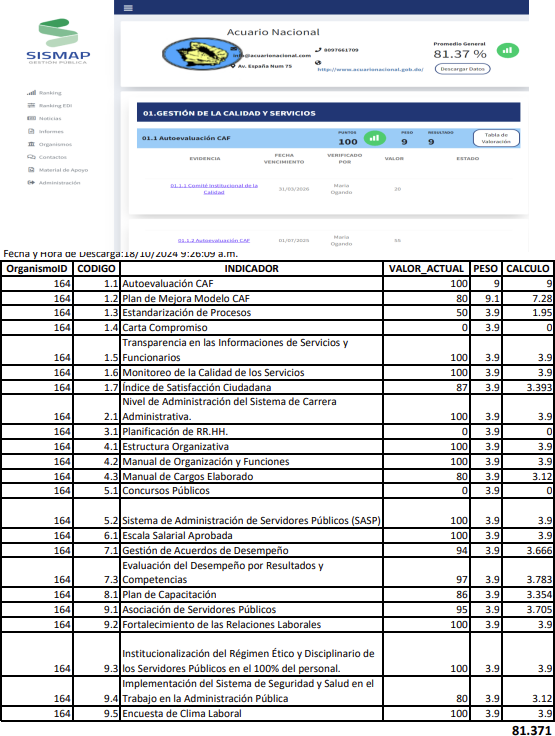 Acuario Nacional
SISMAP
GESTIÓN PÚBLICA
info@acuarionacional.com
8097661709
Av. España Num 75
http://www.acuarionacional.gob.do/
Promedio General
81.37 %
Descargar Datos
Ranking
Ranking EDI
Noticias
Informes
Organismos
Contactos
Material de Apoyo
Administración
01.GESTIÓN DE LA CALIDAD Y SERVICIOS
01.1 Autoevaluación CAF
PUNTOS
100
PESO
9
RESULTADO
9
Tabla de
Valoración
EVIDENCIA FECHA VENCIMIENTO VERIFICADO POR VALOR ESTADO
01.1.1 Comité Institucional de la
Calidad
31/03/2026 Maria Ogando 20
01.1.2 Autoevaluación CAF 01/07/2025 Maria Ogando 55
Fecha y Hora de Descarga:18/10/2024 9:26:09 a.m.
OrganismoID CODIGO INDICADOR VALOR_ACTUAL PESO CALCULO
164 1.1 Autoevaluación CAF 100 9 9
164 1.2 Plan de Mejora Modelo CAF 80 9.1 7.28
164 1.3 Estandarización de Procesos 50 3.9 1.95
164 1.4 Carta Compromiso 0 3.9 0
Transparencia en las Informaciones de Servicios y
164 1.5 Funcionarios 100 3.9 3.9
164 1.6 Monitoreo de la Calidad de los Servicios 100 3.9 3.9
164 1.7 Índice de Satisfacción Ciudadana 87 3.9 3.393
Nivel de Administración del Sistema de Carrera
164 2.1 Administrativa. 100 3.9 3.9
164 3.1 Planificación de RR.HH. 0 3.9 0
164 4.1 Estructura Organizativa 100 3.9 3.9
164 4.2 Manual de Organización y Funciones 100 3.9 3.9
164 4.3 Manual de Cargos Elaborado 80 3.9 3.12
164 5.1 Concursos Públicos 0 3.9 0
164 5.2 Sistema de Administración de Servidores Públicos (SASP) 100 3.9 3.9
164 6.1 Escala Salarial Aprobada 100 3.9 3.9
164 7.1 Gestión de Acuerdos de Desempeño 94 3.9 3.666
Evaluación del Desempeño por Resultados y
164 7.3 Competencias 97 3.9 3.783
164 8.1 Plan de Capacitación 86 3.9 3.354
164 9.1 Asociación de Servidores Públicos 95 3.9 3.705
164 9.2 Fortalecimiento de las Relaciones Laborales 100 3.9 3.9
Institucionalización del Régimen Ético y Disciplinario de
164 9.3 los Servidores Públicos en el 100% del personal. 100 3.9 3.9
Implementación del Sistema de Seguridad y Salud en el
164 9.4 Trabajo en la Administración Pública 80 3.9 3.12
164 9.5 Encuesta de Clima Laboral 100 3.9 3.9
81.371